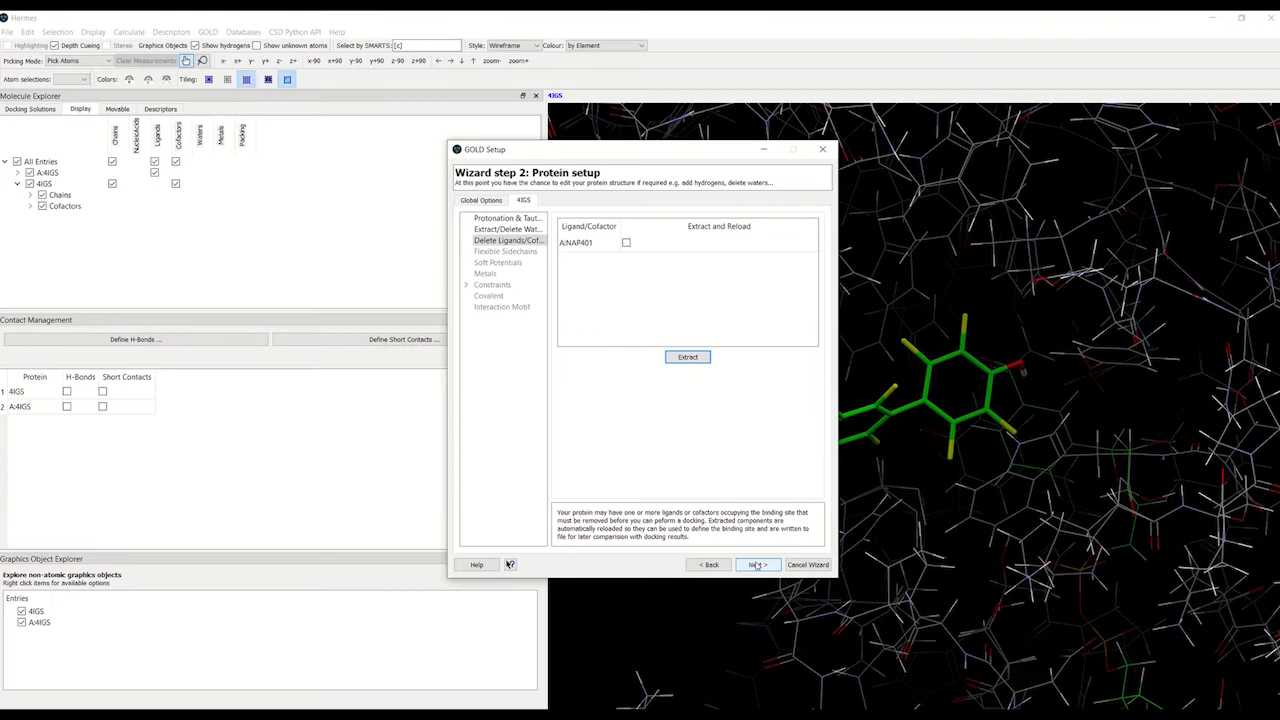 Hermes
File Edit Selection Display Calculate Descriptors GOLD Databases CSD Python API Help
Highlighting Depth Cueing Stereo Graphics Objects Show hydrogens Show unknown atoms Select by SMARTS: [c] Style: Wireframe Colour: by Element
Picking Mode: Pick Atoms Clear Measurements x- x+ y- y+ z- z+ x-90 x+90 y-90 y+90 z-90 z+90 ← → ↓ ↑ zoom- zoom+
Atom selections: Colors: Tiling:
Molecule Explorer
Docking Solutions Display Movable Descriptors
Chains NucleicAcids Ligands Cofactors Waters Metals Packing
All Entries
A:4IGS
4IGS
Chains
Cofactors
Contact Management
Define H-Bonds ... Define Short Contacts ...
Protein H-Bonds Short Contacts
1 4IGS
2 A:4IGS
Graphics Object Explorer
Explore non-atomic graphics objects
Right click items for available options
Entries
4IGS
A:4IGS
4IGS
GOLD Setup
Wizard step 2: Protein setup
At this point you have the chance to edit your protein structure if required e.g. add hydrogens, delete waters...
Global Options 4IGS
Protonation & Taut...
Extract/Delete Wat...
Delete Ligands/Cof...
Flexible Sidechains
Soft Potentials
Metals
Constraints
Covalent
Interaction Motif
Ligand/Cofactor Extract and Reload
A:NAP401
Extract
Your protein may have one or more ligands or cofactors occupying the binding site that
must be removed before you can peform a docking. Extracted components are
automatically reloaded so they can be used to define the binding site and are written to
file for later comparision with docking results.
Help < Back Next > Cancel Wizard